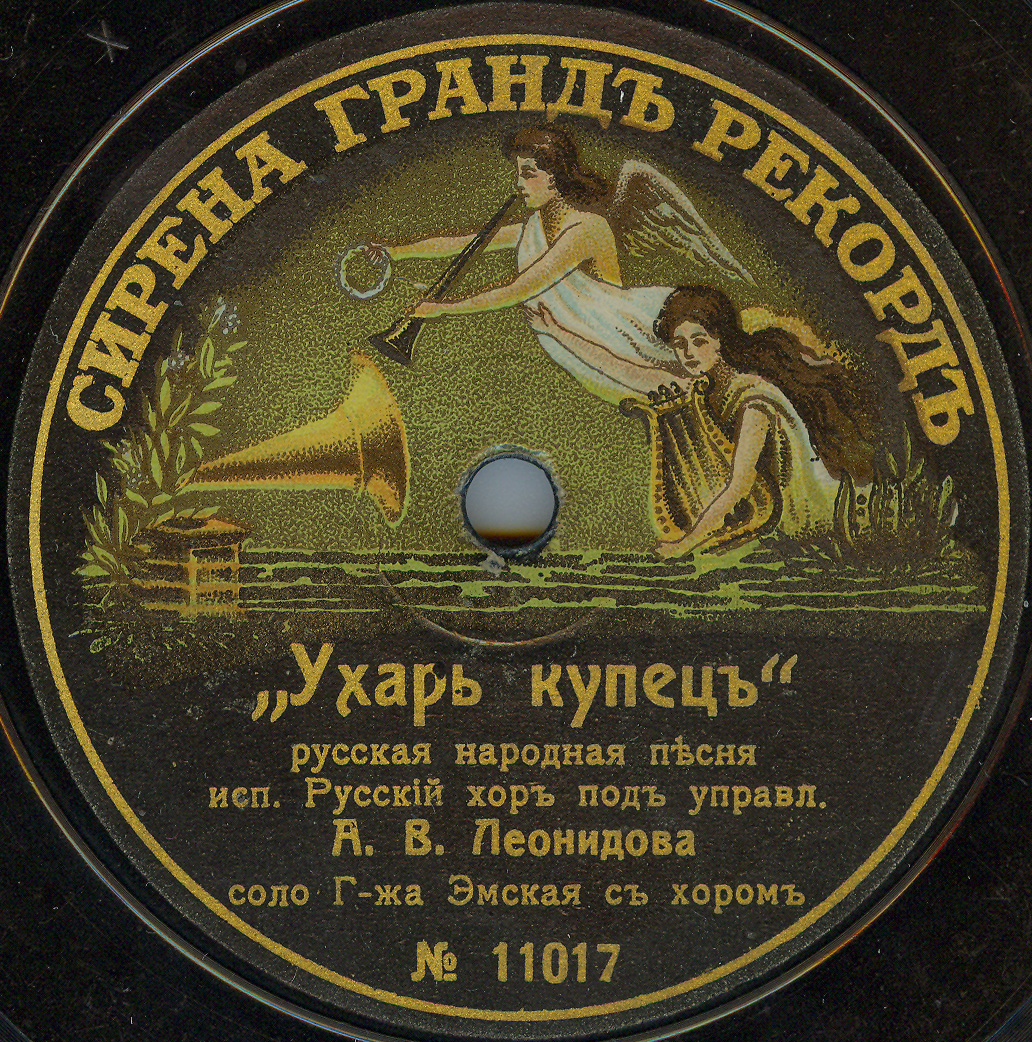 СИРЕНА ГРАНДЪ РЕКОРДЪ
„Ухарь купецъ“
русская народная пѣсня
исп. Русскій хоръ подъ управл.
А. В. Леонидова
соло Г-жа Эмская съ хоромъ
№ 11017